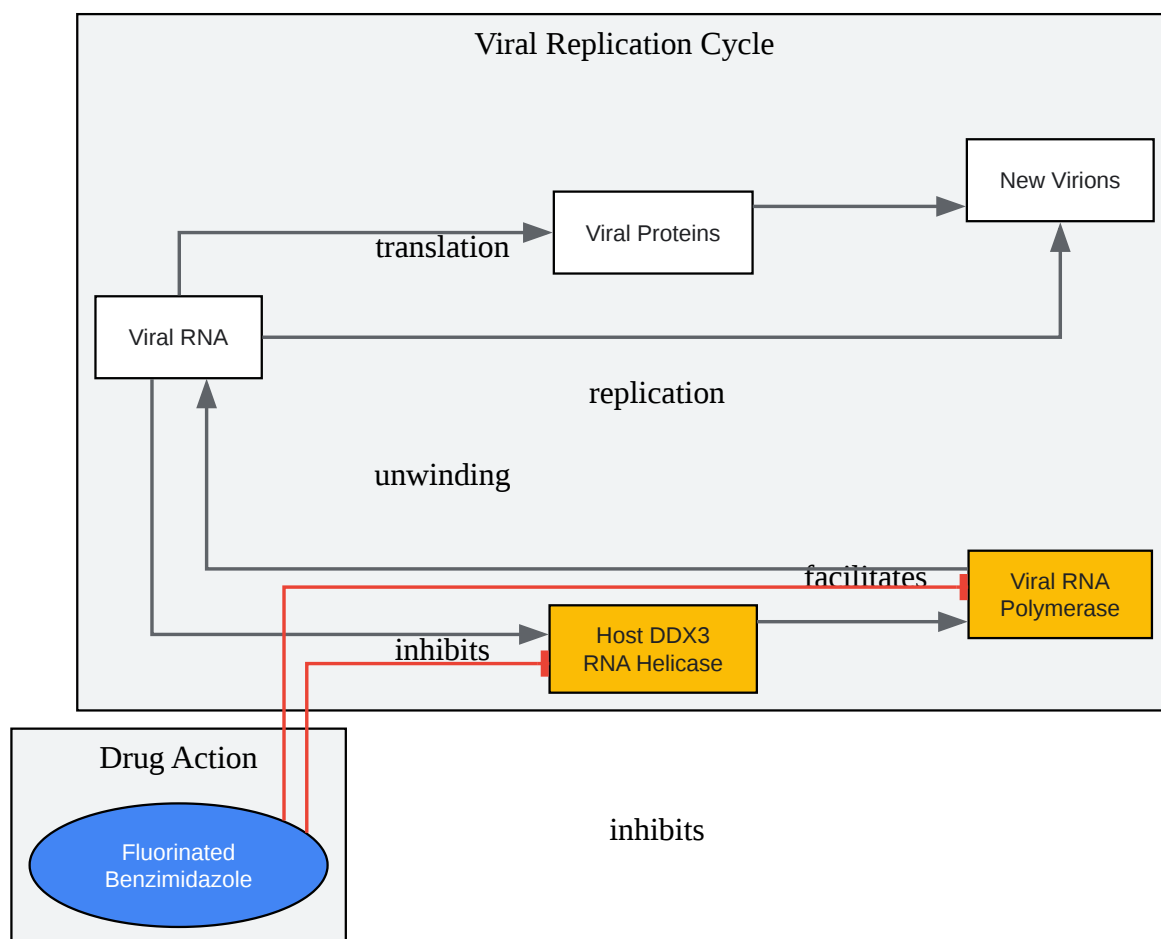 Viral Replication Cycle
New Virions
Viral Proteins
translation
Viral RNA
replication
unwinding
facilitates
Viral RNA
Polymerase
Host DDX3
RNA Helicase
inhibits
Drug Action
inhibits
Fluorinated
Benzimidazole